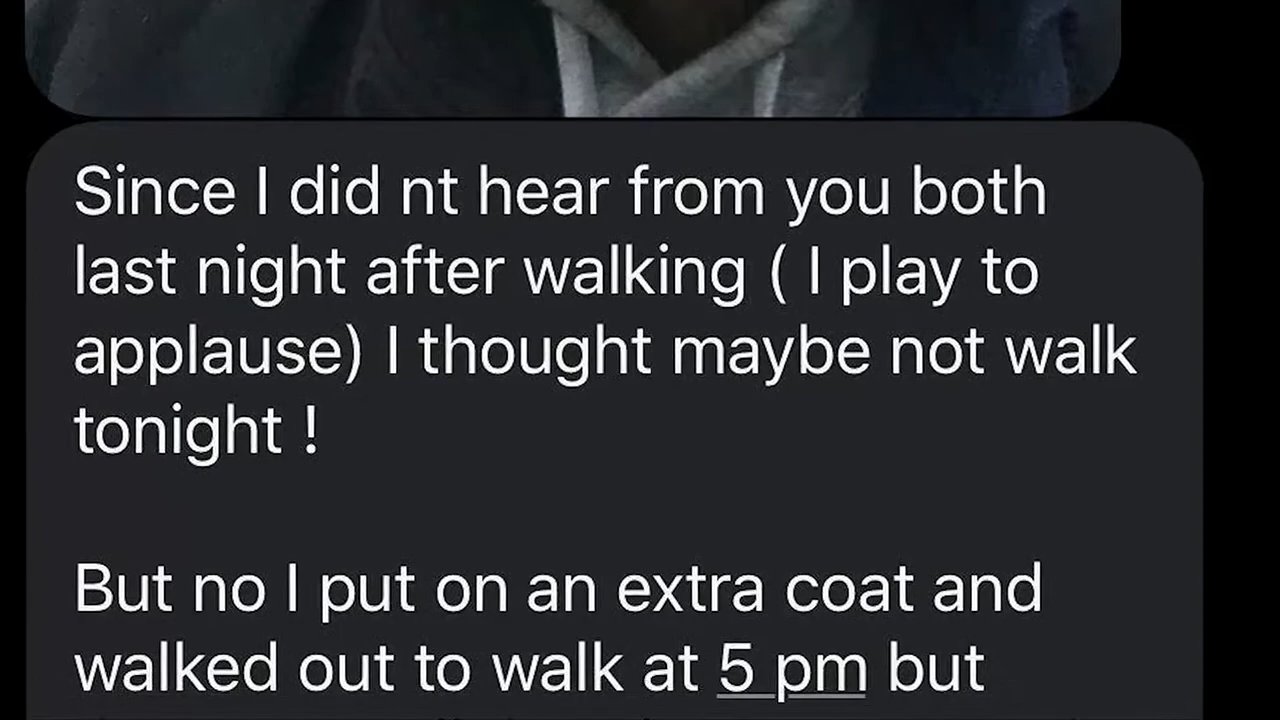 Since I did nt hear from you both
last night after walking ( I play to
applause) I thought maybe not walk
tonight !
But no I put on an extra coat and
walked out to walk at 5 pm but